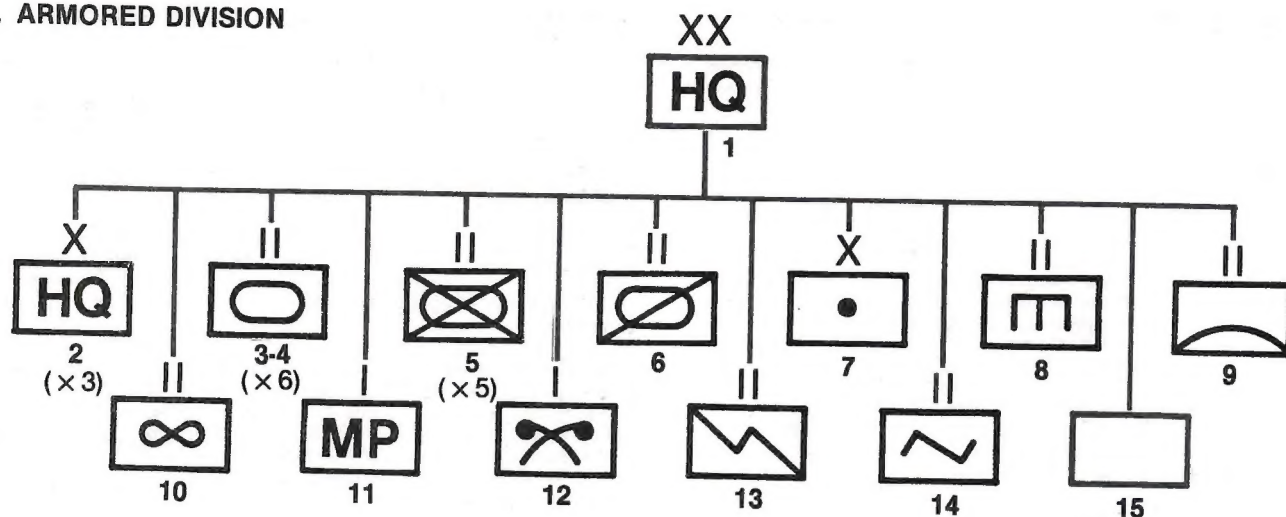 . ARMORED DIVISION
XX
HQ
1
X
HQ
2
(×3)
II
3-4
(×6)
II
5
(×5)
II
6
X
7
II
8
II
9
II
10
I
MP
11
I
12
II
13
II
14
15